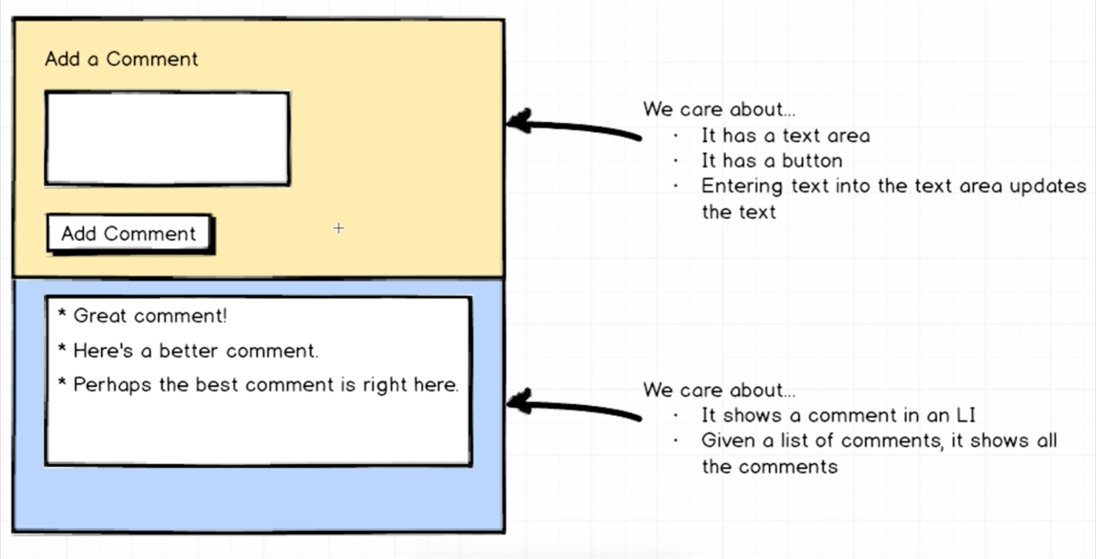 Add a Comment
Add Comment
* Great comment!
* Here's a better comment.
* Perhaps the best comment is right here.
We care about...
· It has a text area
· It has a button
· Entering text into the text area updates
the text
We care about...
· It shows a comment in an LI
· Given a list of comments, it shows all
the comments